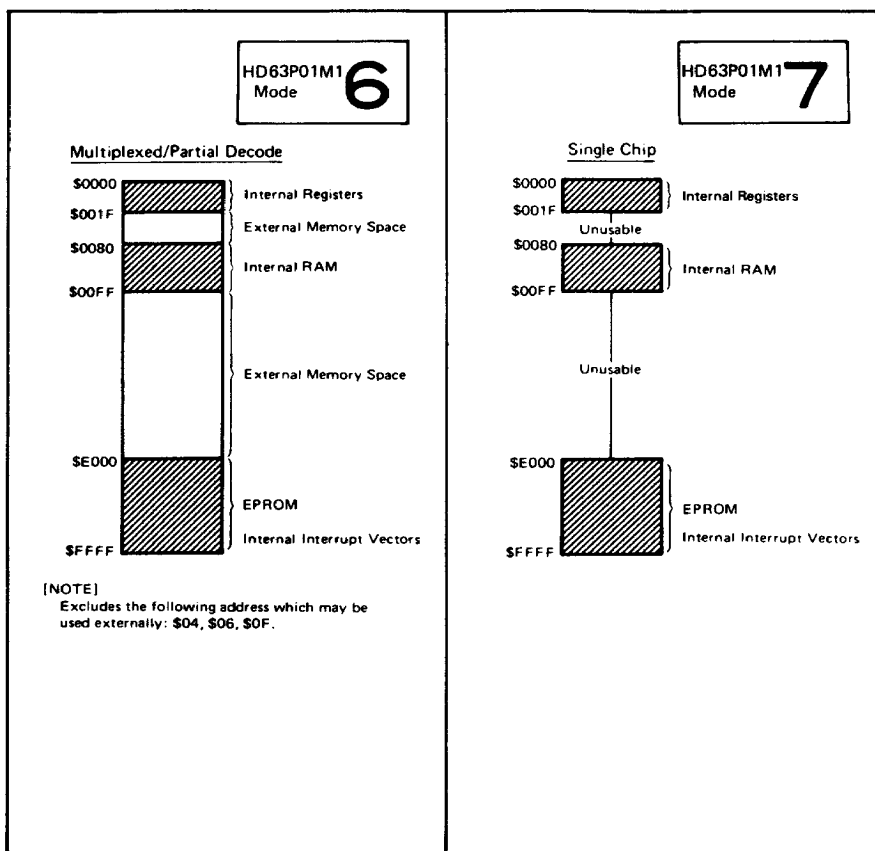 HD63P01M1
Mode 6
Multiplexed/Partial Decode
$0000
Internal Registers
$001F
External Memory Space
$0080
Internal RAM
$00FF
External Memory Space
$E000
EPROM
Internal Interrupt Vectors
$FFFF
[NOTE]
Excludes the following address which may be
used externally: $04, $06, $0F.
HD63P01M1
Mode 7
Single Chip
$0000
Internal Registers
$001F
Unusable
$0080
Internal RAM
$00FF
Unusable
$E000
EPROM
Internal Interrupt Vectors
$FFFF